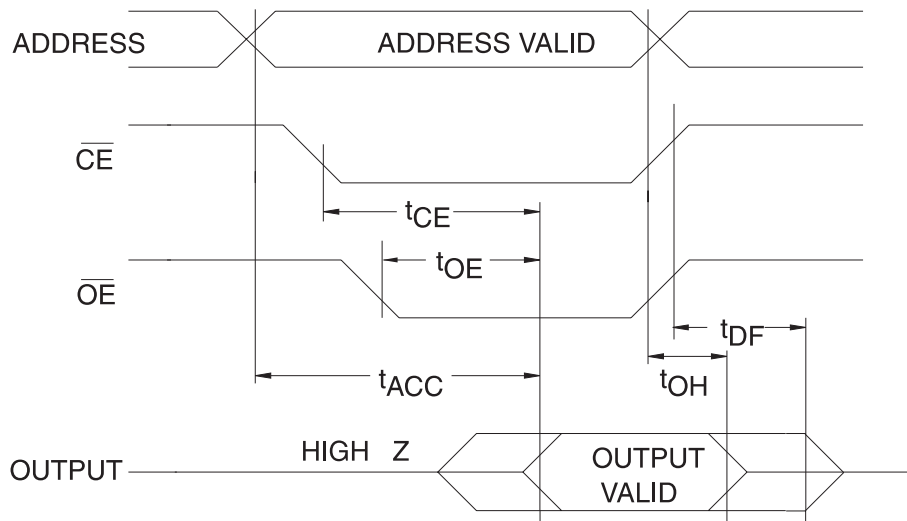 ADDRESS
ADDRESS VALID
CE
tCE
tOE
OE
tDF
tACC
tOH
HIGH Z
OUTPUT
OUTPUT
VALID